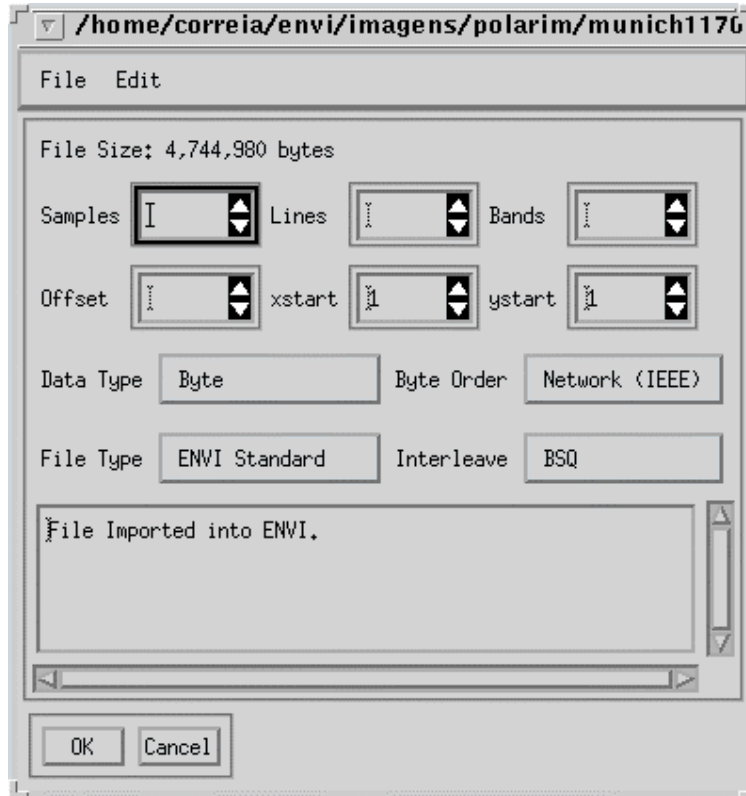 /home/correia/envi/imagens/polarim/munich1170
File Edit
File Size: 4,744,980 bytes
Samples Lines Bands
Offset xstart 1 ystart 1
Data Type Byte Byte Order Network (IEEE)
File Type ENVI Standard Interleave BSQ
File Imported into ENVI.
OK Cancel